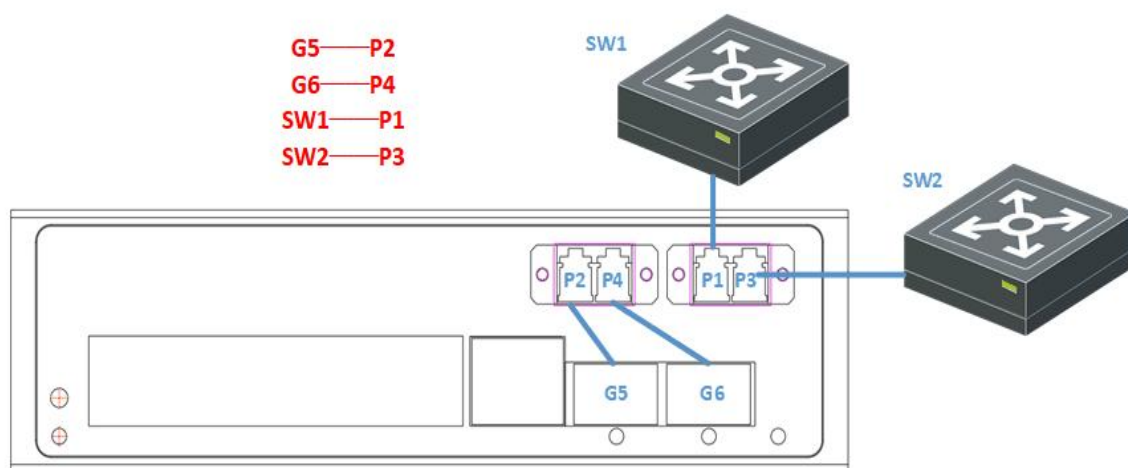 G5——P2
G6——P4
SW1——P1
SW2——P3
SW1
SW2
P2 P4 P1 P3
G5 G6